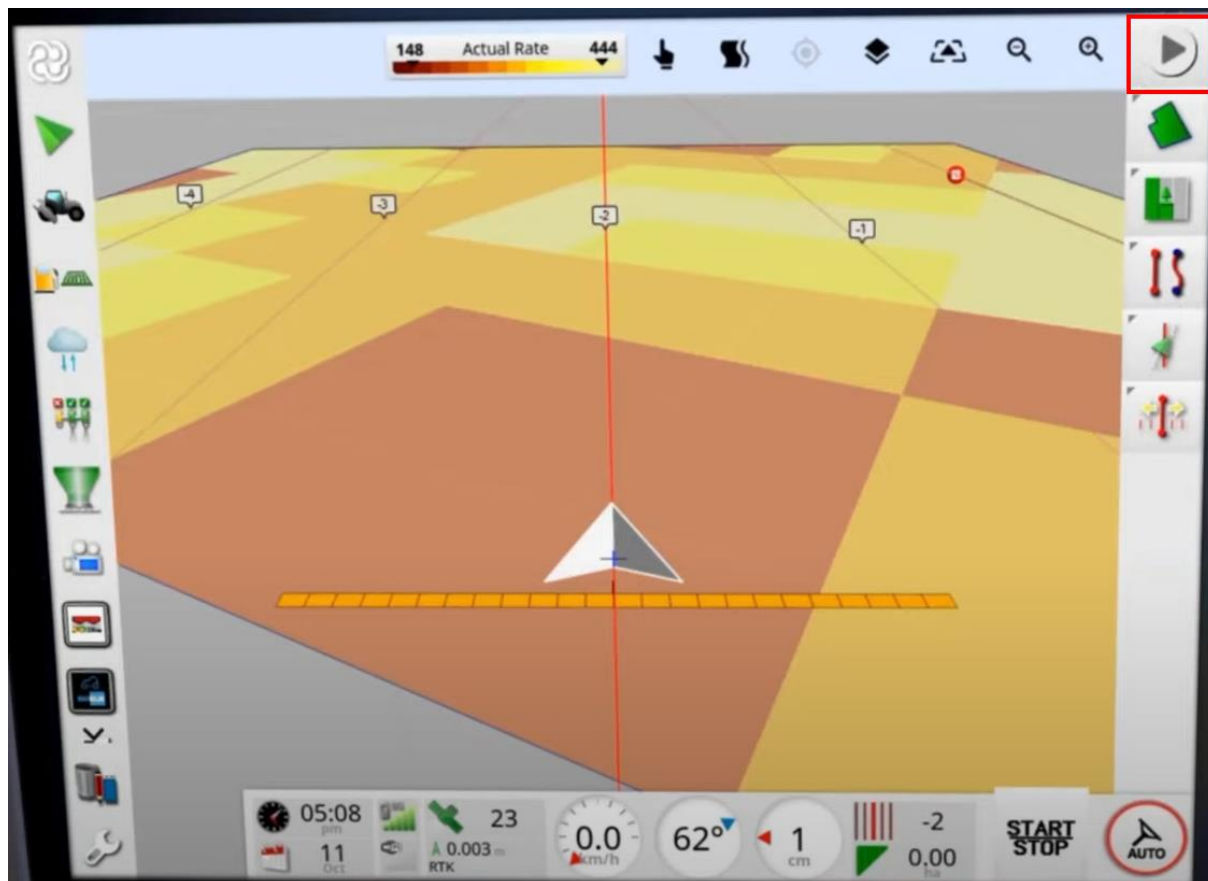 148 Actual Rate 444
-4
-3
-2
-1
05:08
pm
11
Oct
23
A 0.003 m
RTK
0.0
km/h
62°
1
cm
-2
0.00
ha
START
STOP
AUTO